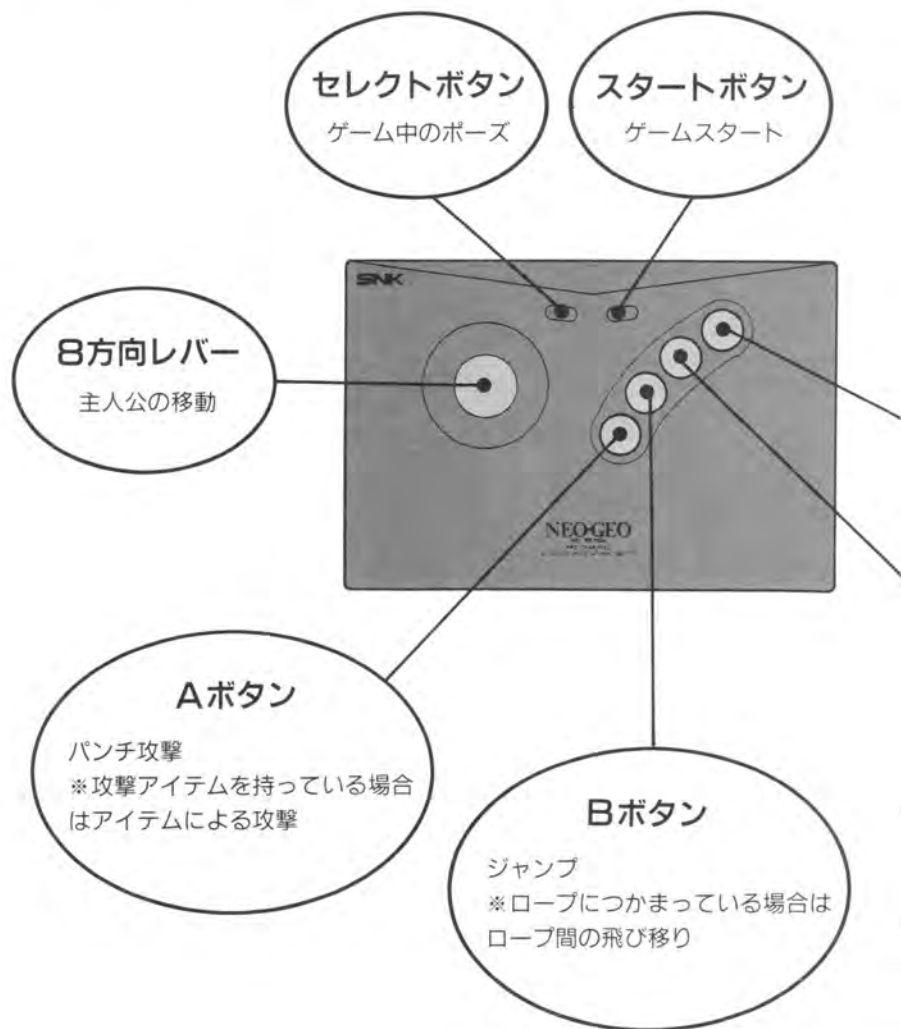 セレクトボタン
ゲーム中のポーズ
スタートボタン
ゲームスタート
SNK
8方向レバー
主人公の移動
NEO・GEO
Aボタン
パンチ攻撃
※攻撃アイテムを持っている場合
はアイテムによる攻撃
Bボタン
ジャンプ
※ロープにつかまっている場合は
ロープ間の飛び移り